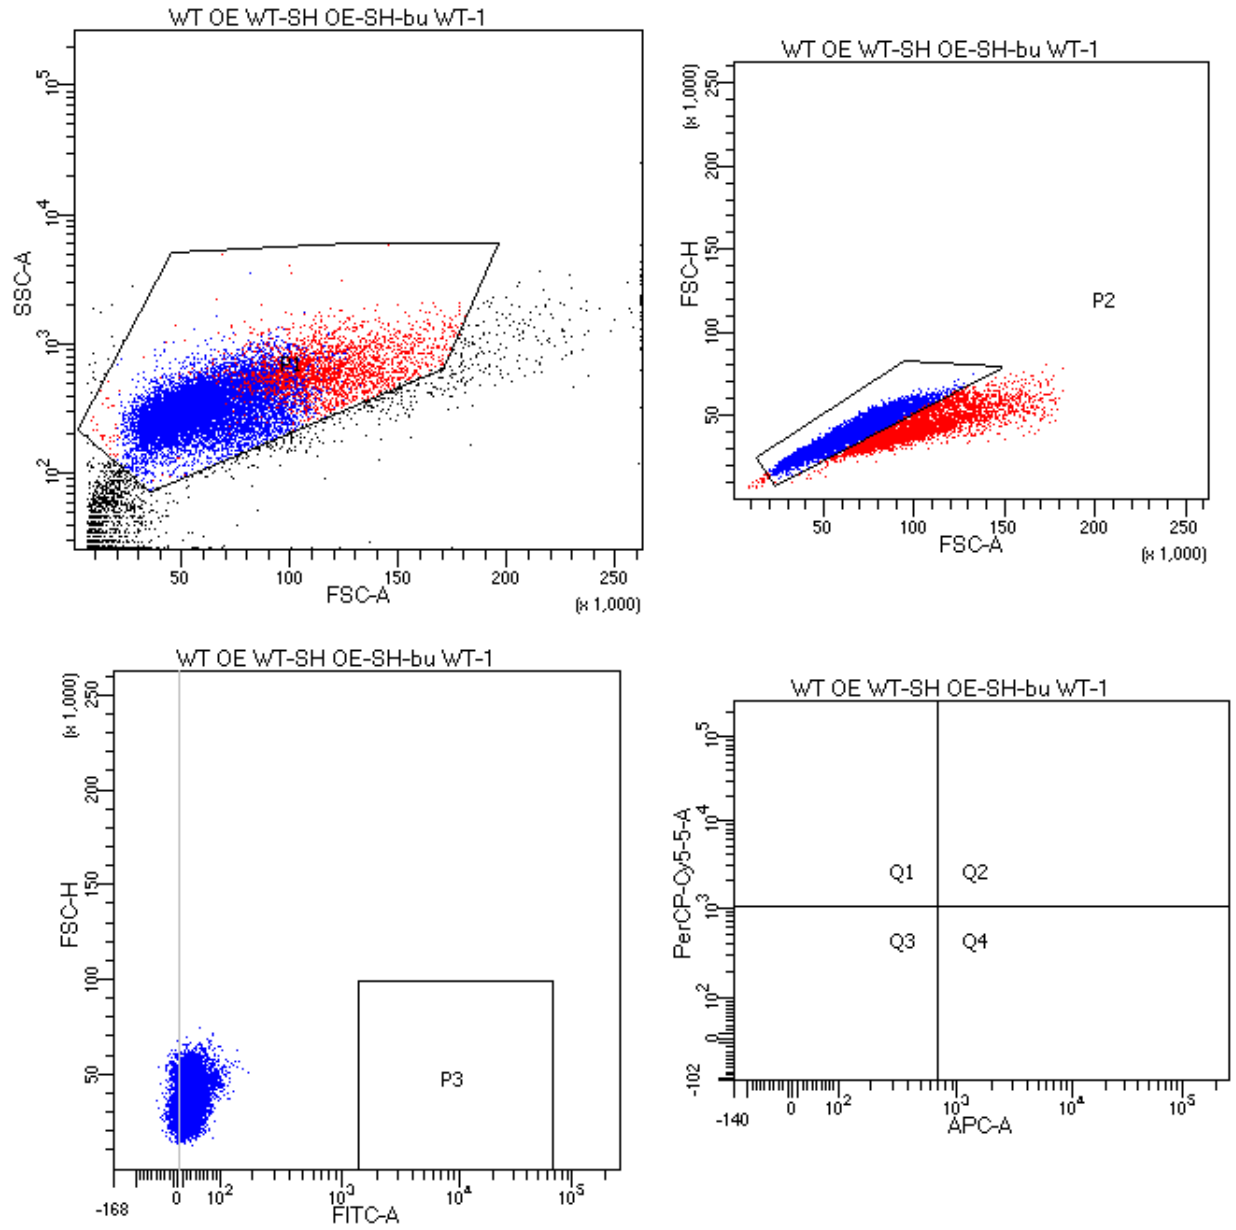 WT OE WT-SH OE-SH-bu WT-1
SSC-A
10^5
10^4
10^3
10^2
P1
50 100 150 200 250
FSC-A
(x 1,000)
WT OE WT-SH OE-SH-bu WT-1
(x 1,000)
FSC-H
250
200
150
100
50
P2
50 100 150 200 250
FSC-A
(x 1,000)
WT OE WT-SH OE-SH-bu WT-1
(x 1,000)
FSC-H
250
200
150
100
50
P3
-168 0 10^2 10^3 10^4 10^5
FITC-A
WT OE WT-SH OE-SH-bu WT-1
PerCP-Cy5-5-A
10^5
10^4
10^3
10^2
0
-102
Q1 Q2
Q3 Q4
-140 0 10^2 10^3 10^4 10^5
APC-A